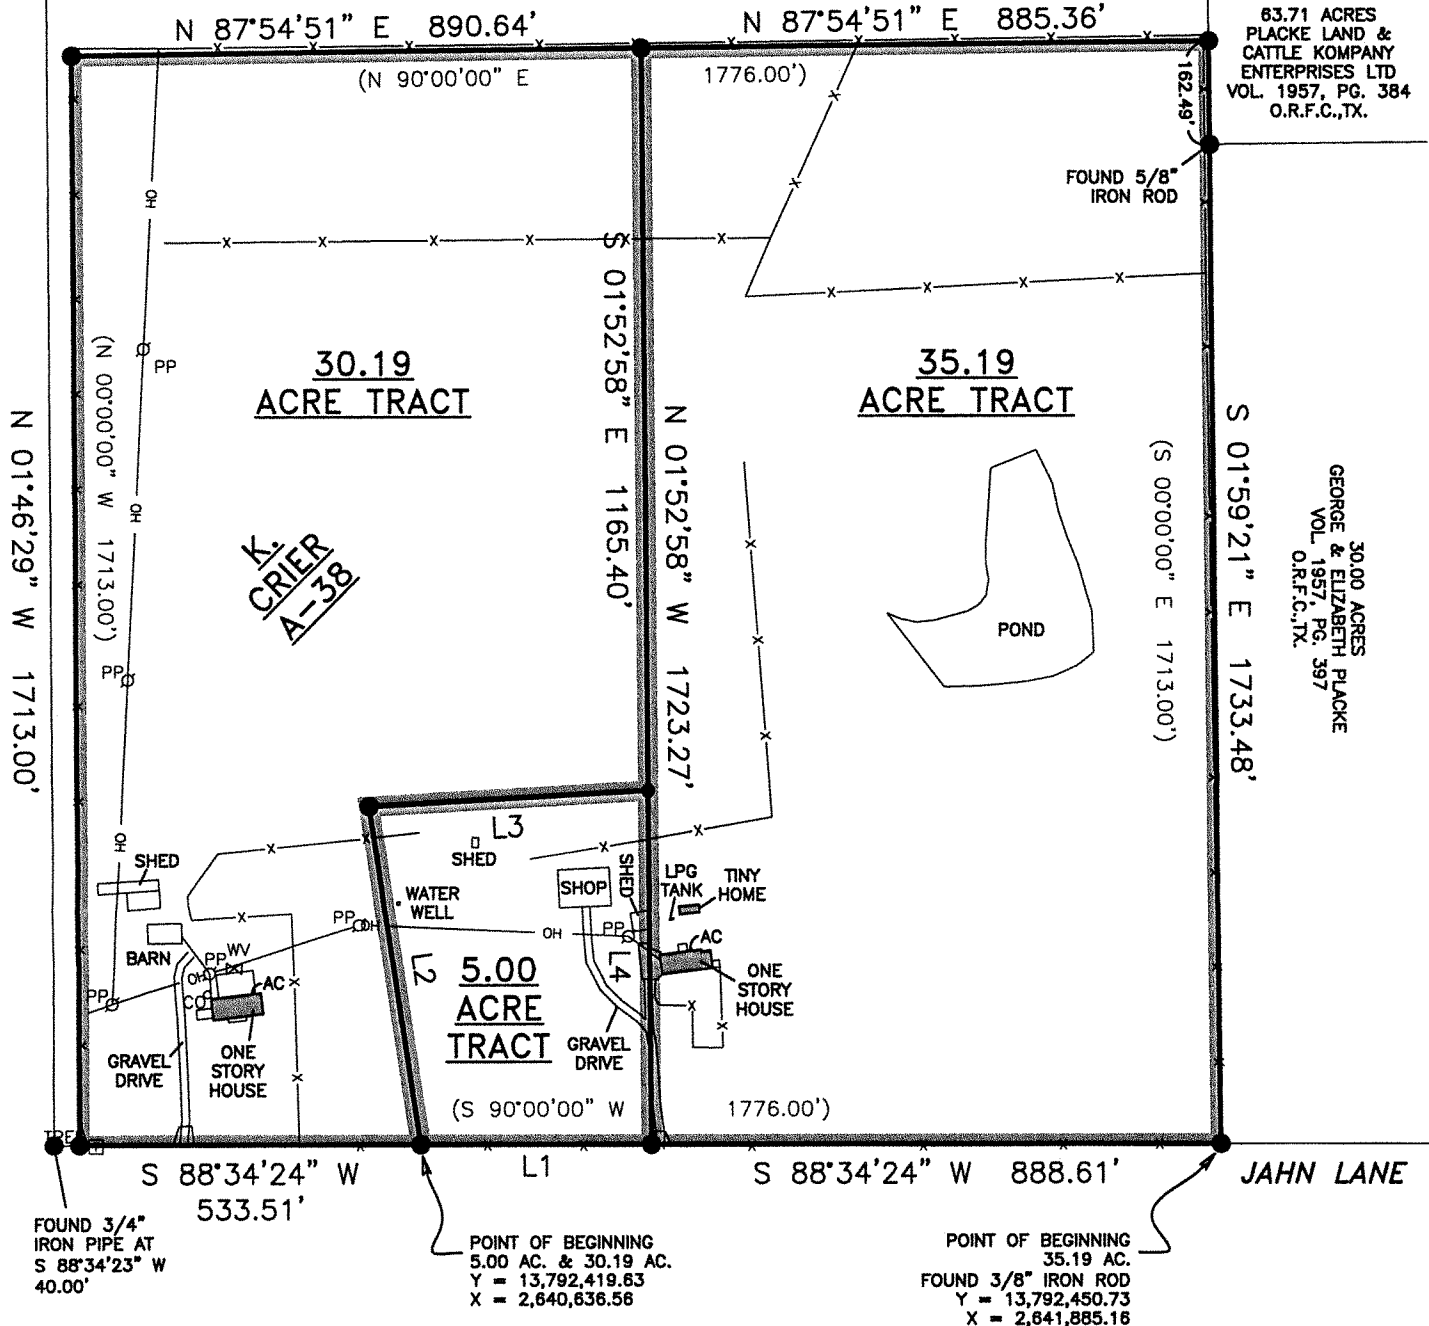 N 87°54'51" E 890.64'
N 87°54'51" E 885.36'
(N 90°00'00" E 1776.00')
63.71 ACRES
PLACKE LAND &
CATTLE KOMPANY
ENTERPRISES LTD
VOL. 1957, PG. 384
O.R.F.C.,TX.
162.49'
FOUND 5/8"
IRON ROD
OH
X
30.19
ACRE TRACT
35.19
ACRE TRACT
PP
N 01°46'29" W 1713.00'
(N 00°00'00" W 1713.00')
S 01°52'58" E 1165.40'
N 01°52'58" W 1723.27'
(S 00°00'00" E 1713.00')
S 01°59'21" E 1733.48'
30.00 ACRES
GEORGE & ELIZABETH PLACKE
VOL. 1957, PG. 397
O.R.F.C.,TX.
K.
CRIER
A-38
OH
POND
PP
OH
L3
SHED
SHED
SHOP
SHED
LPG
TANK
TINY
HOME
WATER
WELL
PP
OH
OH
PP
AC
BARN
PP
WV
OH
AC
CO
PP
L2
L4
5.00
ACRE
TRACT
ONE
STORY
HOUSE
GRAVEL
DRIVE
ONE
STORY
HOUSE
GRAVEL
DRIVE
(S 90°00'00" W 1776.00')
S 88°34'24" W
533.51'
L1
S 88°34'24" W 888.61'
JAHN LANE
FOUND 3/4"
IRON PIPE AT
S 88°34'23" W
40.00'
POINT OF BEGINNING
5.00 AC. & 30.19 AC.
Y = 13,792,419.63
X = 2,640,636.56
POINT OF BEGINNING
35.19 AC.
FOUND 3/8" IRON ROD
Y = 13,792,450.73
X = 2,641,885.16